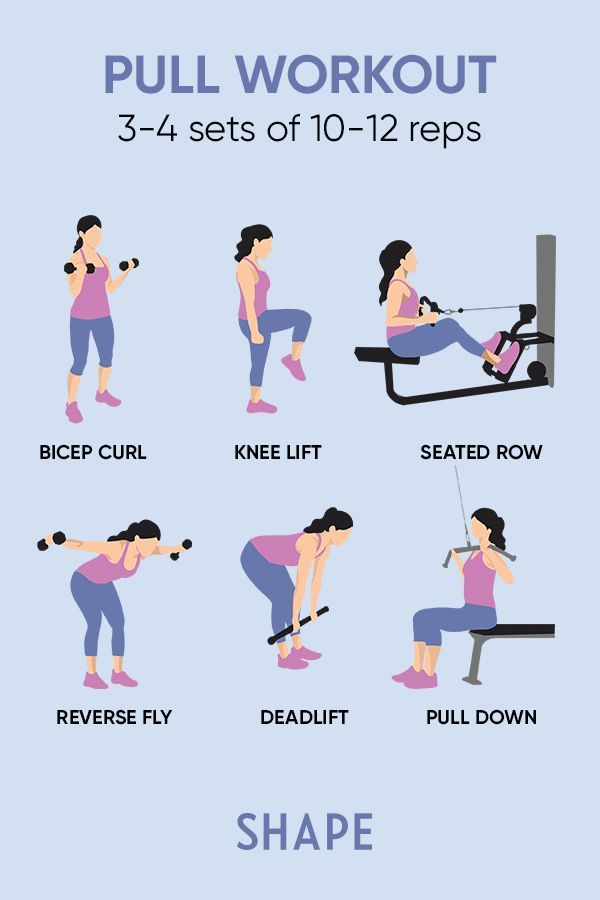 PULL WORKOUT
3-4 sets of 10-12 reps
BICEP CURL
KNEE LIFT
SEATED ROW
REVERSE FLY
DEADLIFT
PULL DOWN
SHAPE